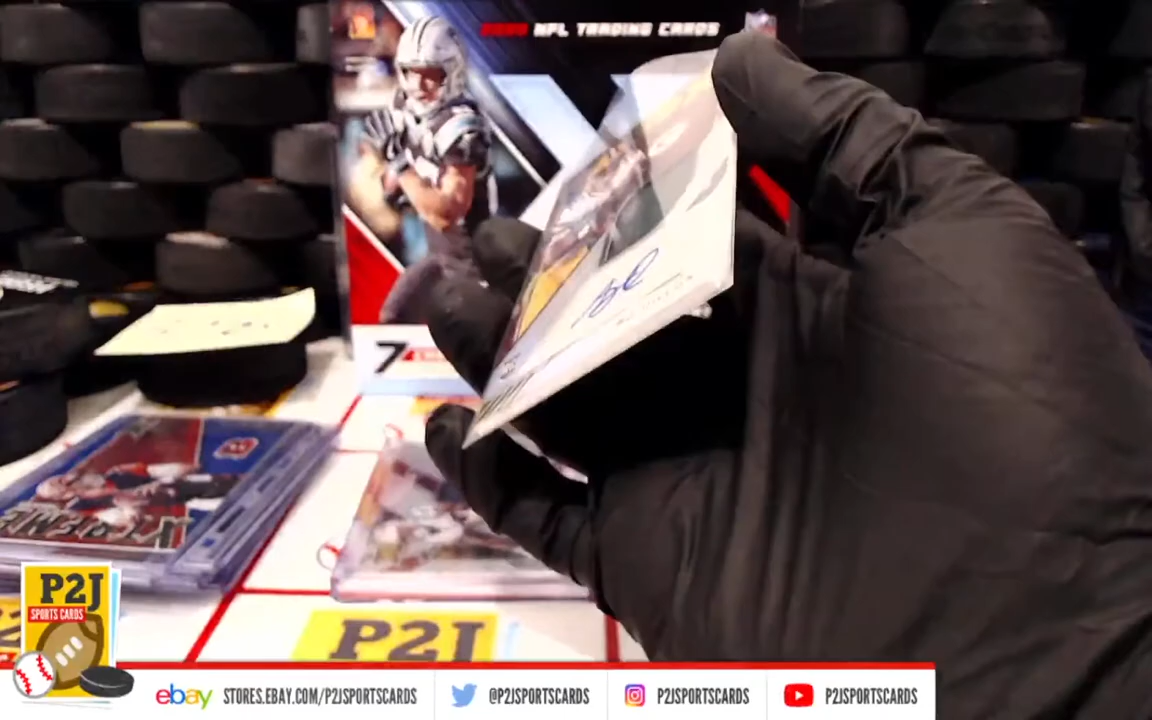 NFL TRADING CARDS
7
P2J
SPORTS CARDS
P2J
ebay STORES.EBAY.COM/P2JSPORTSCARDS
@P2JSPORTSCARDS
P2JSPORTSCARDS
P2JSPORTSCARDS